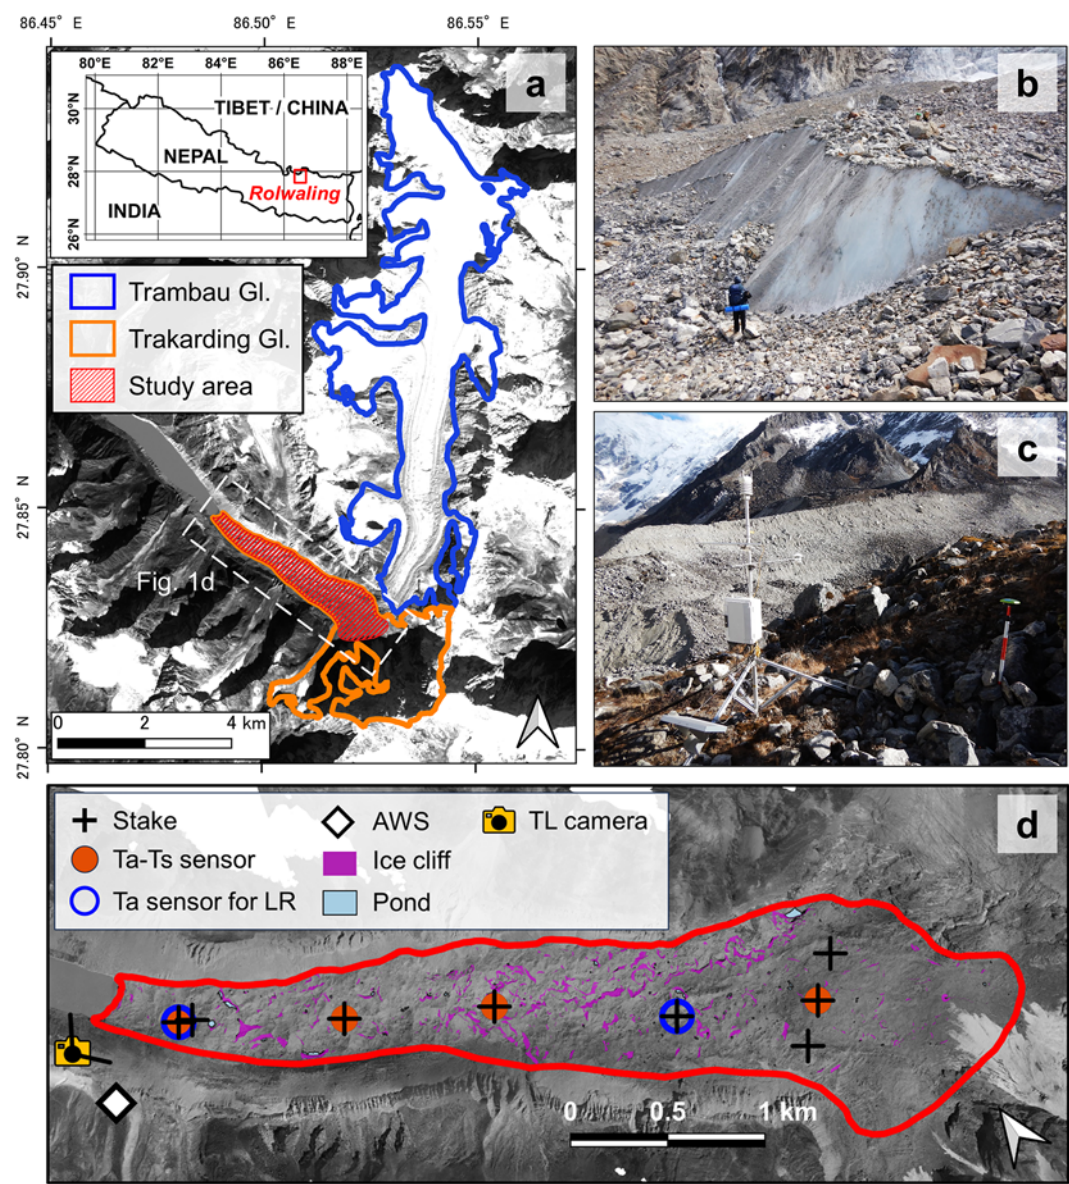 86.45° E
86.50° E
86.55° E
80°E 82°E 84°E 86°E 88°E
30°N
28°N
26°N
TIBET / CHINA
NEPAL
Rolwaling
INDIA
a
b
27.90° N
27.85° N
27.80° N
Trambau Gl.
Trakarding Gl.
Study area
Fig. 1d
0 2 4 km
c
d
Stake
AWS
TL camera
Ta-Ts sensor
Ice cliff
Ta sensor for LR
Pond
0 0.5 1 km